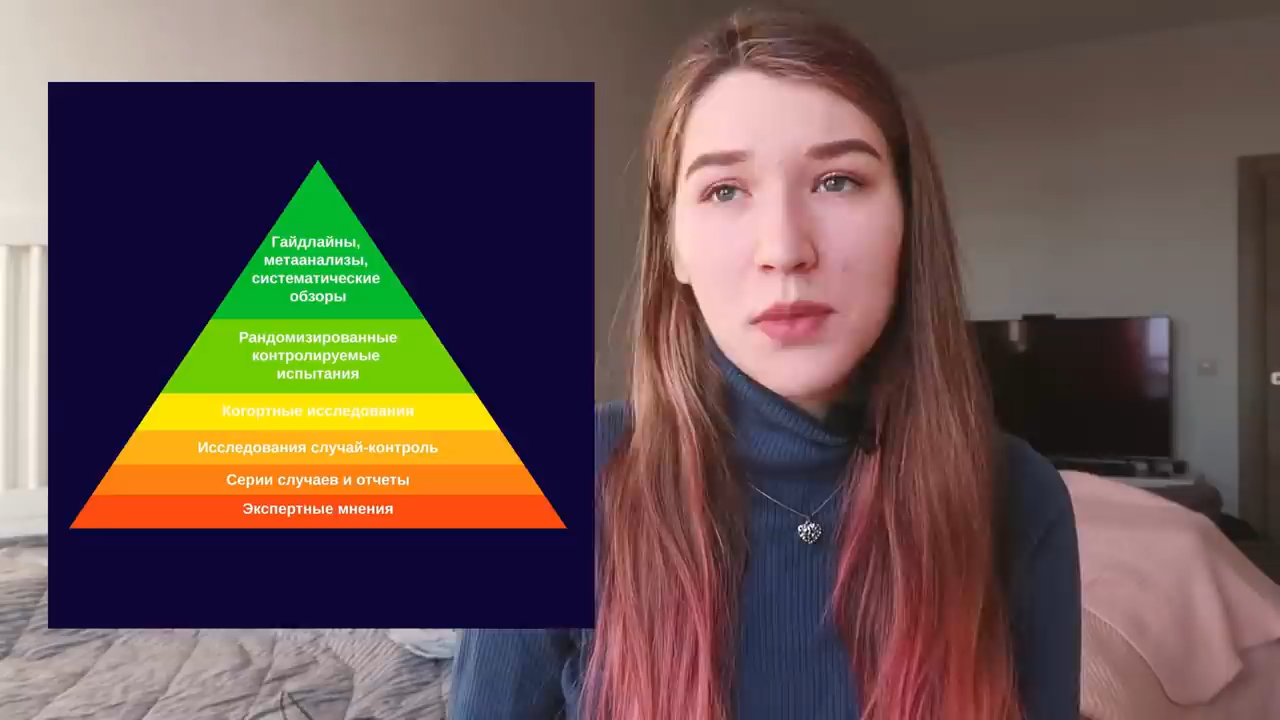 Гайдлайны,
метаанализы,
систематические
обзоры
Рандомизированные
контролируемые
испытания
Когортные исследования
Исследования случай-контроль
Серии случаев и отчеты
Экспертные мнения